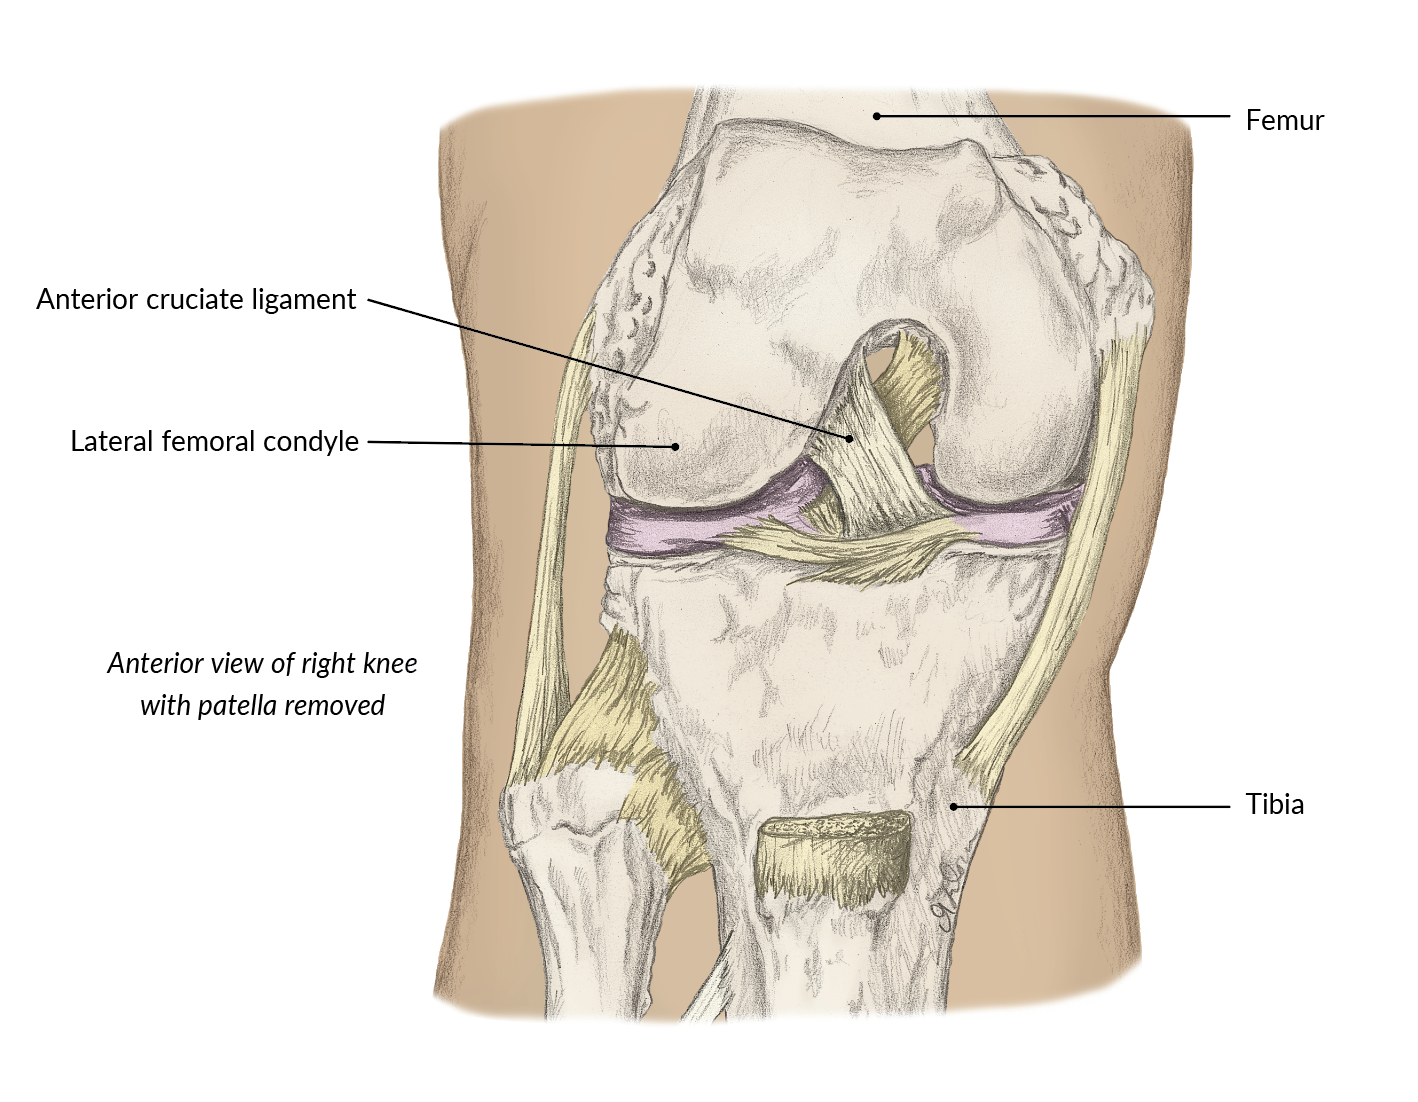 Femur
Anterior cruciate ligament
Lateral femoral condyle
Anterior view of right knee
with patella removed
Tibia